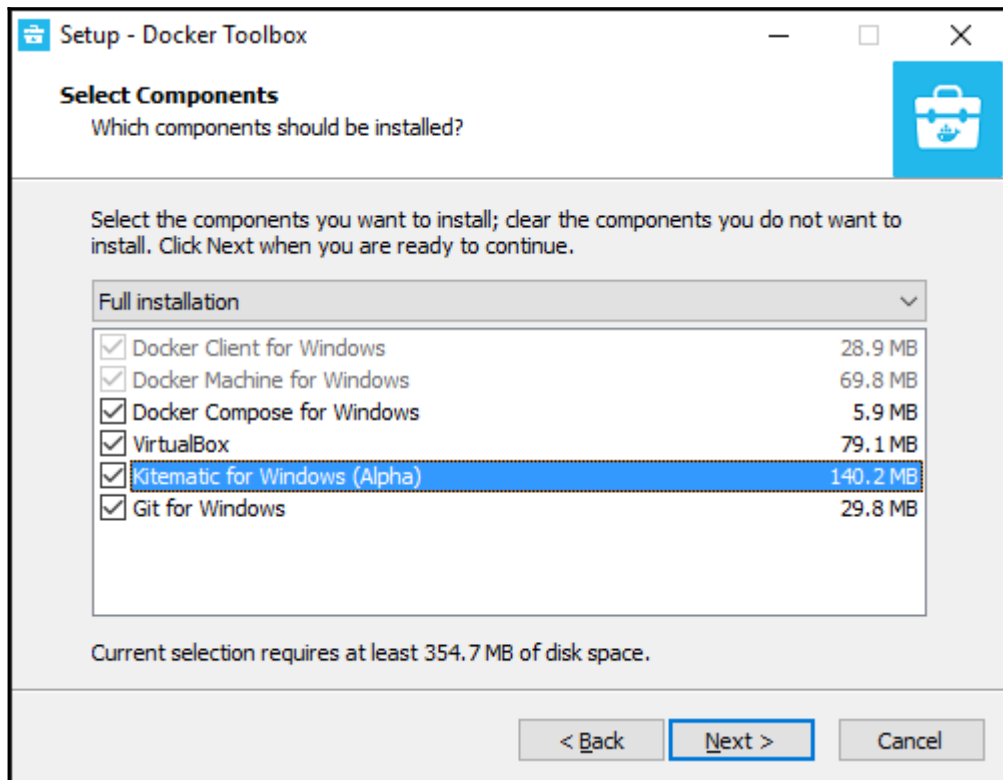 Setup - Docker Toolbox
Select Components
Which components should be installed?
Select the components you want to install; clear the components you do not want to
install. Click Next when you are ready to continue.
Full installation
Docker Client for Windows 28.9 MB
Docker Machine for Windows 69.8 MB
Docker Compose for Windows 5.9 MB
VirtualBox 79.1 MB
Kitematic for Windows (Alpha) 140.2 MB
Git for Windows 29.8 MB
Current selection requires at least 354.7 MB of disk space.
< Back Next > Cancel